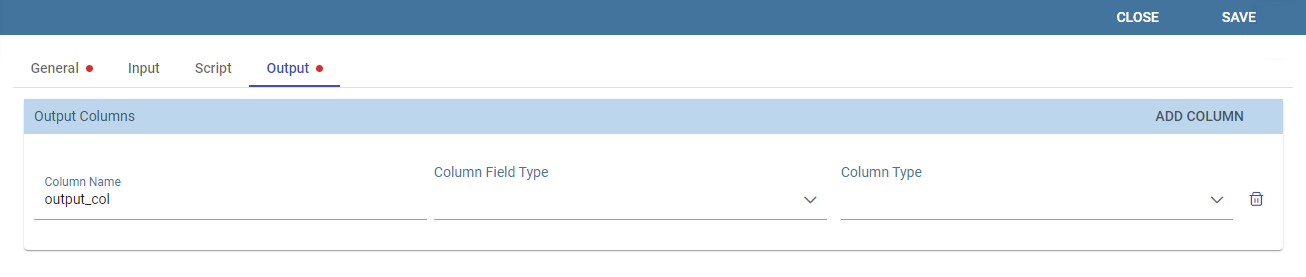 CLOSE SAVE
General Input Script Output
Output Columns ADD COLUMN
Column Name Column Field Type Column Type
output_col